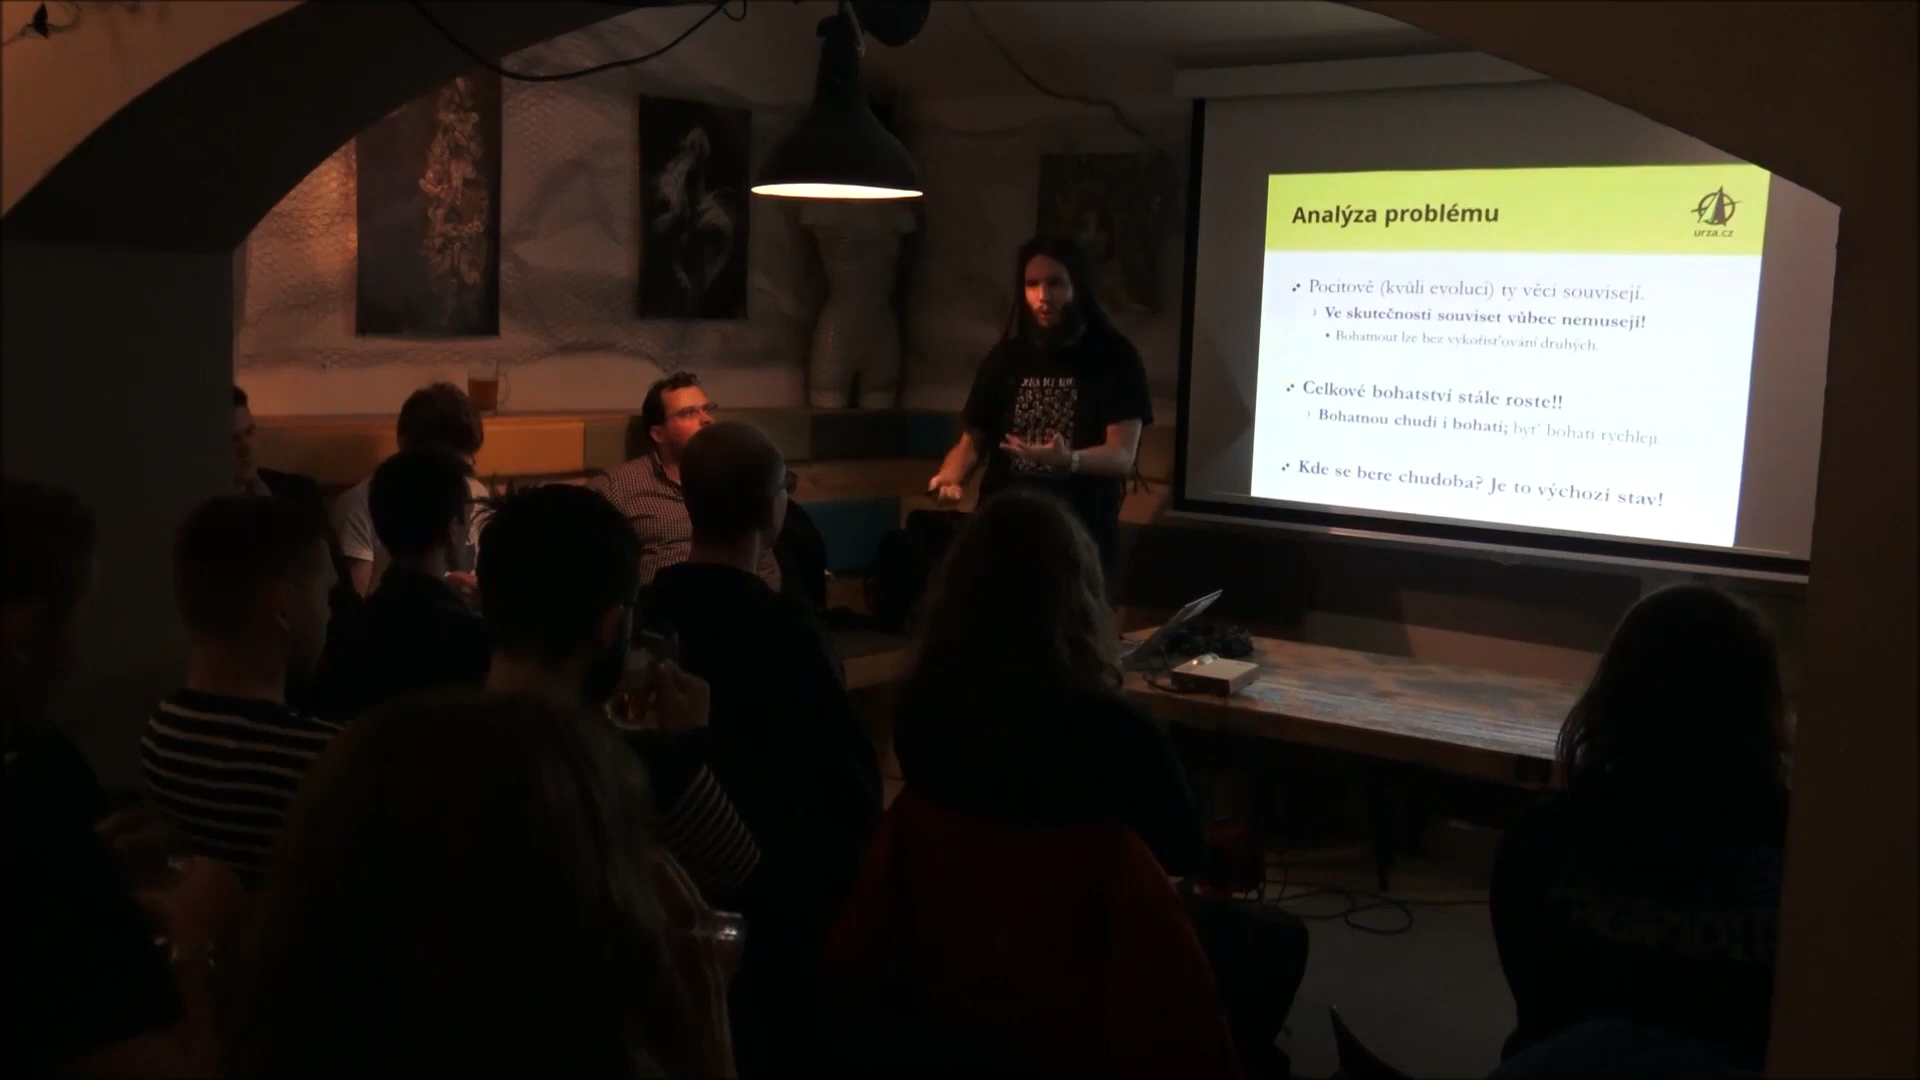 Analýza problému
urza.cz
Pocitově (kvůli evoluci) ty věci souvisejí.
Ve skutečnosti souviset vůbec nemusejí!
Bohatnout lze bez vykořisťování druhých.
Celkové bohatství stále roste!!
Bohatnou chudí i bohatí; byť bohatí rychleji.
Kde se bere chudoba? Je to výchozí stav!